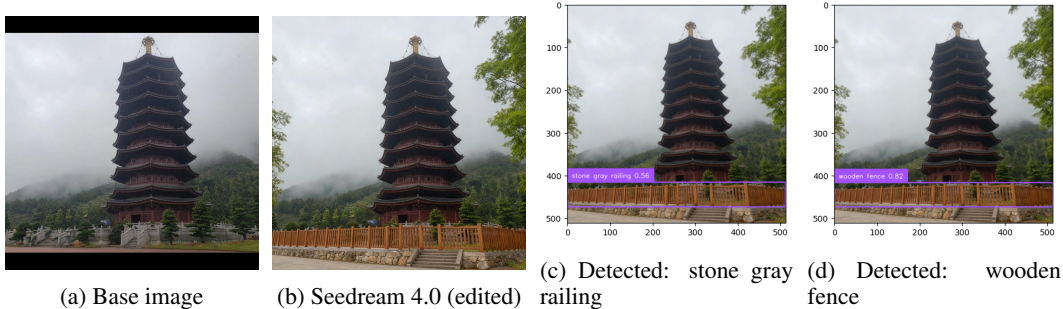 0
100
200
300
400
500
stone gray railing 0.56
0 100 200 300 400 500
0
100
200
300
400
500
wooden fence 0.82
0 100 200 300 400 500
(a) Base image
(b) Seedream 4.0 (edited)
(c) Detected: stone gray
railing
(d) Detected: wooden
fence